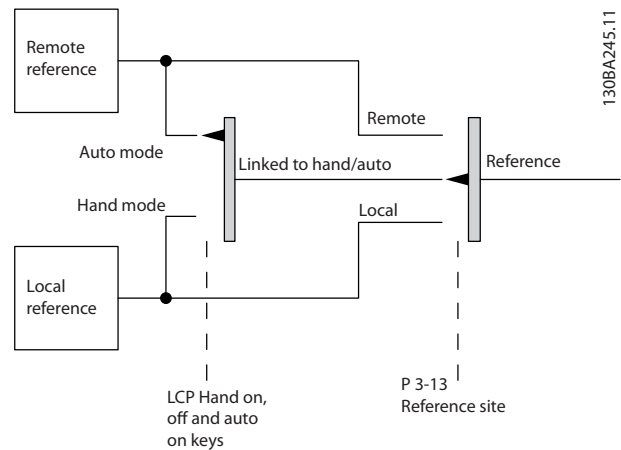 Remote
reference
130BA245.11
Remote
Auto mode
Linked to hand/auto
Reference
Hand mode
Local
Local
reference
LCP Hand on,
off and auto
on keys
P 3-13
Reference site